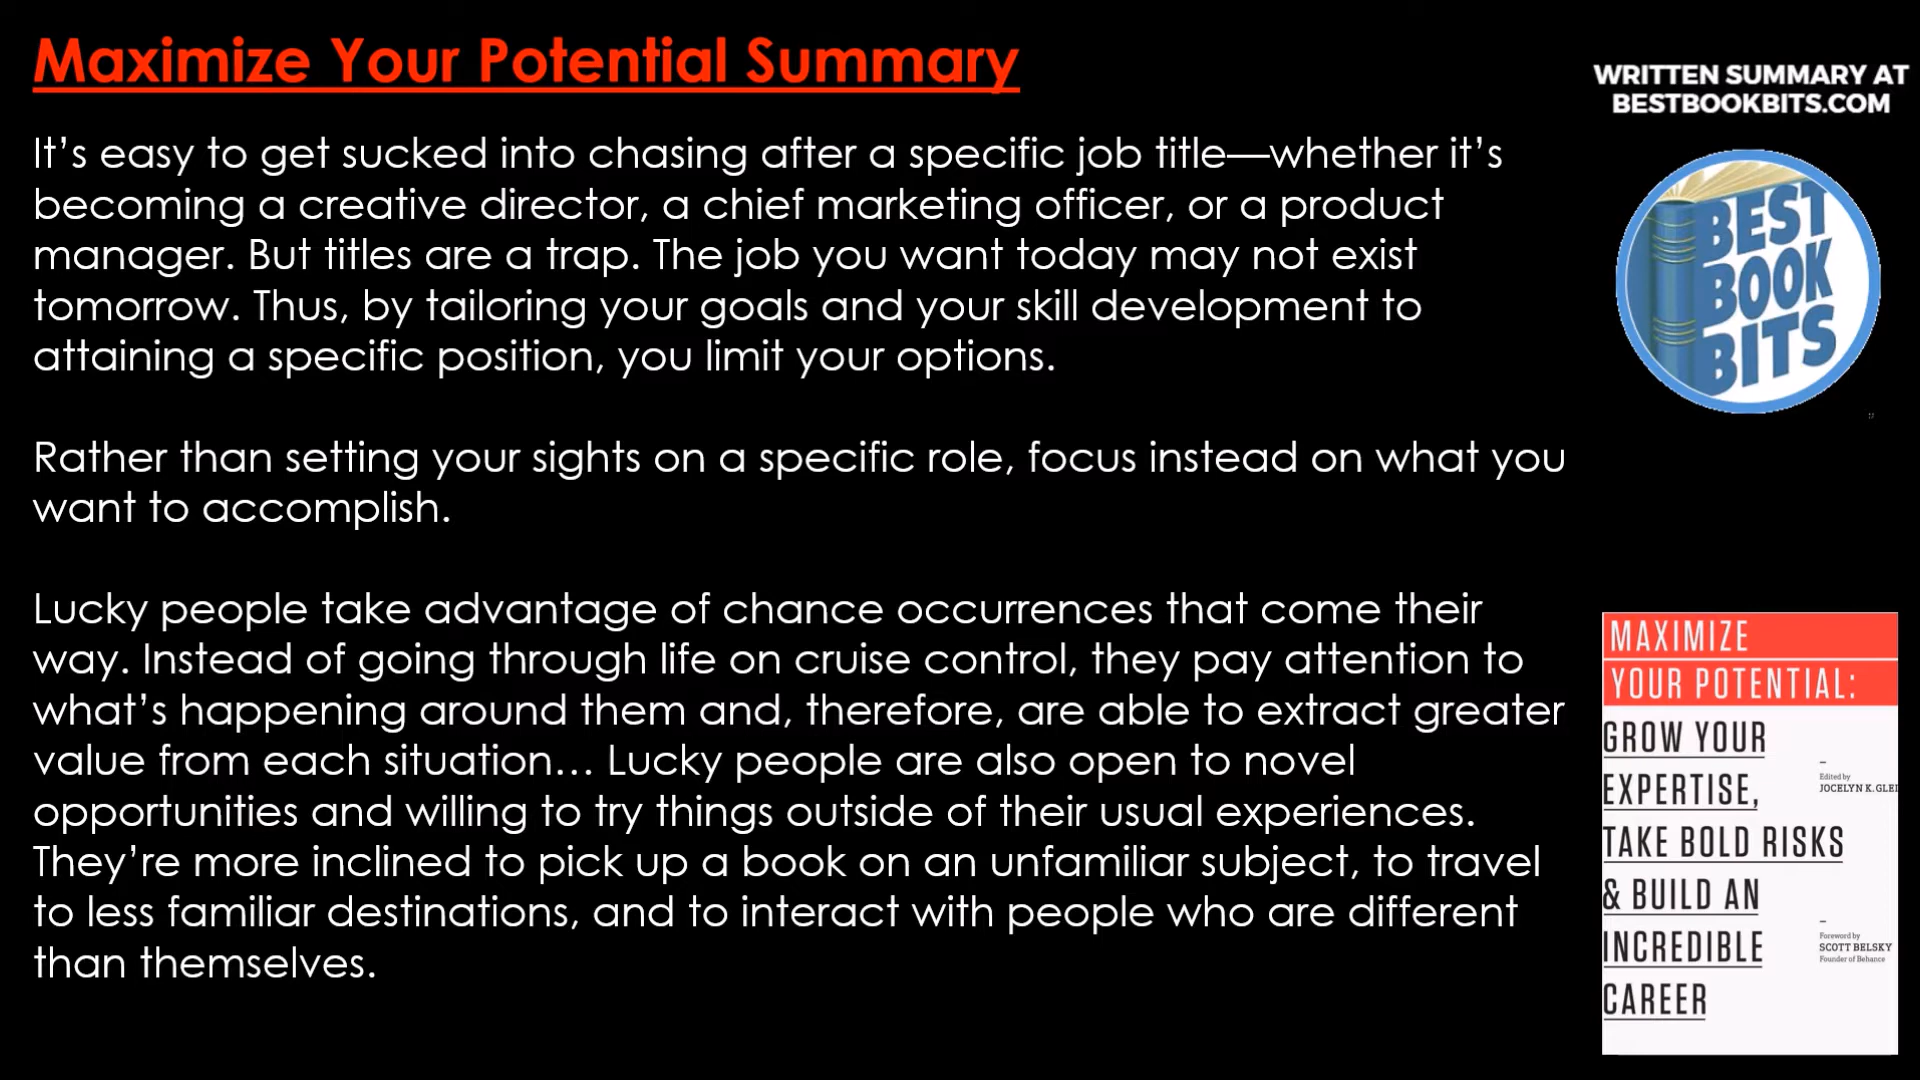 Maximize Your Potential Summary
WRITTEN SUMMARY AT
BESTBOOKBITS.COM
It's easy to get sucked into chasing after a specific job title—whether it's
becoming a creative director, a chief marketing officer, or a product
manager. But titles are a trap. The job you want today may not exist
tomorrow. Thus, by tailoring your goals and your skill development to
attaining a specific position, you limit your options.
Rather than setting your sights on a specific role, focus instead on what you
want to accomplish.
Lucky people take advantage of chance occurrences that come their
way. Instead of going through life on cruise control, they pay attention to
what's happening around them and, therefore, are able to extract greater
value from each situation… Lucky people are also open to novel
opportunities and willing to try things outside of their usual experiences.
They're more inclined to pick up a book on an unfamiliar subject, to travel
to less familiar destinations, and to interact with people who are different
than themselves.
BEST
BOOK
BITS
MAXIMIZE
YOUR POTENTIAL:
GROW YOUR
EXPERTISE,
TAKE BOLD RISKS
& BUILD AN
INCREDIBLE
CAREER
Edited by
JOCELYN K. GLEI
Foreword by
SCOTT BELSKY
Founder of Behance